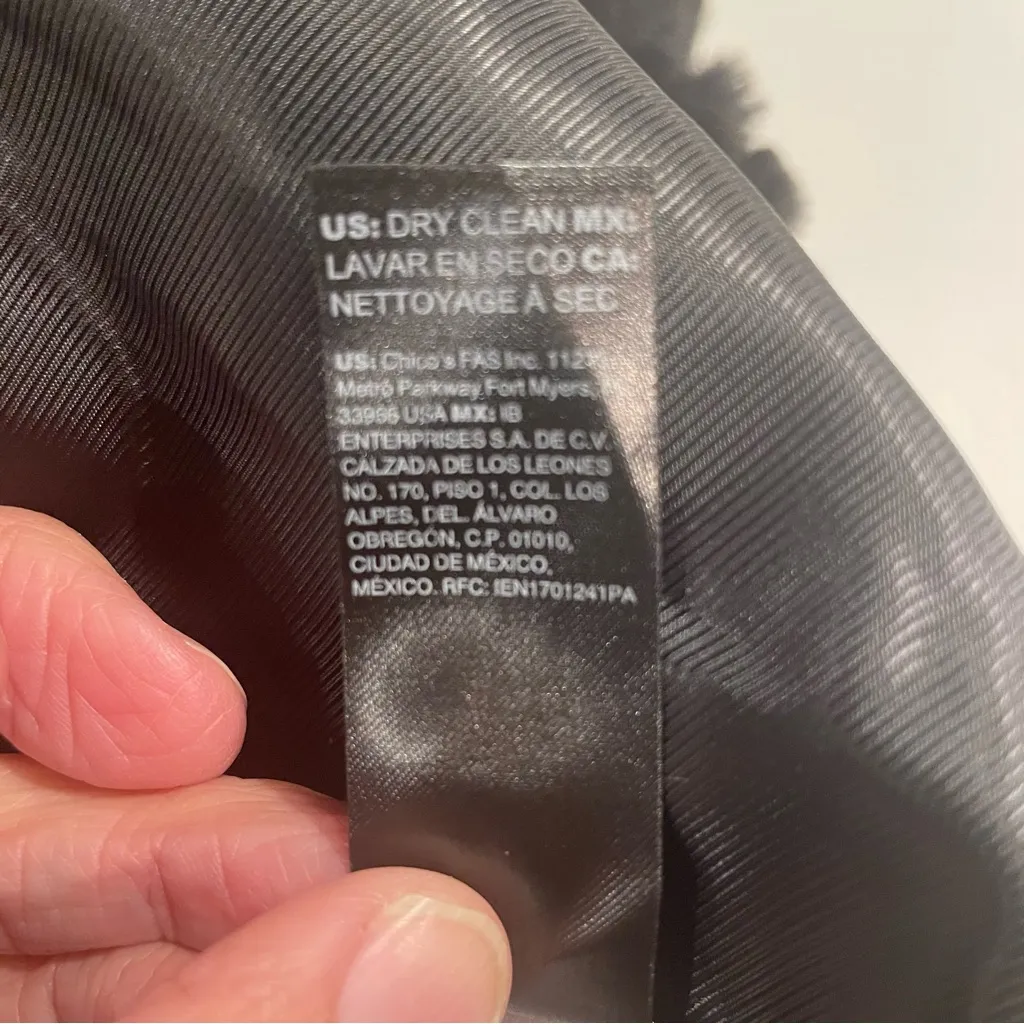 US: DRY CLEAN MX:
LAVAR EN SECO CA:
NETTOYAGE À SEC
US: Chico's FAS Inc.
Metro Parkway, Fort Myers,
33966 USA MX: IB
ENTERPRISES S.A. DE C.V.
CALZADA DE LOS LEONES
NO. 170, PISO 1, COL. LOS
ALPES, DEL. ÁLVARO
OBREGÓN, C.P. 01010,
CIUDAD DE MÉXICO,
MÉXICO. RFC: IEN1701241PA